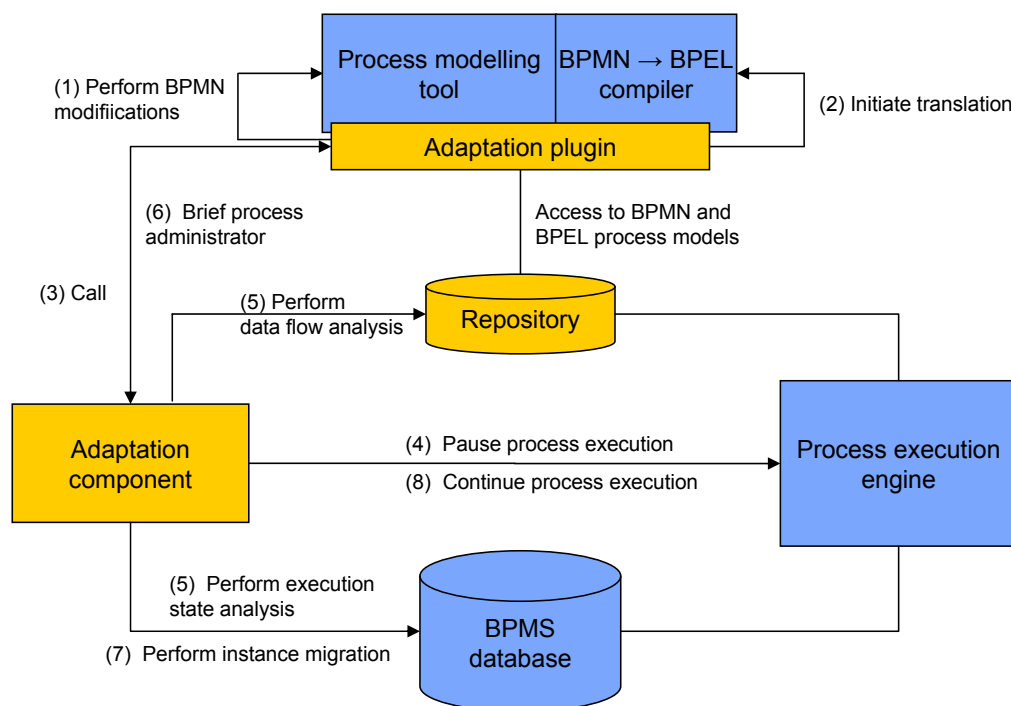 Process modelling
tool
BPMN → BPEL
compiler
(1) Perform BPMN
modifiications
(2) Initiate translation
Adaptation plugin
(6)  Brief process
administrator
Access to BPMN and
BPEL process models
(3) Call
(5) Perform
data flow analysis
Repository
Adaptation
component
(4)  Pause process execution
(8)  Continue process execution
Process execution
engine
(5)  Perform execution
state analysis
(7)  Perform instance migration
BPMS
database